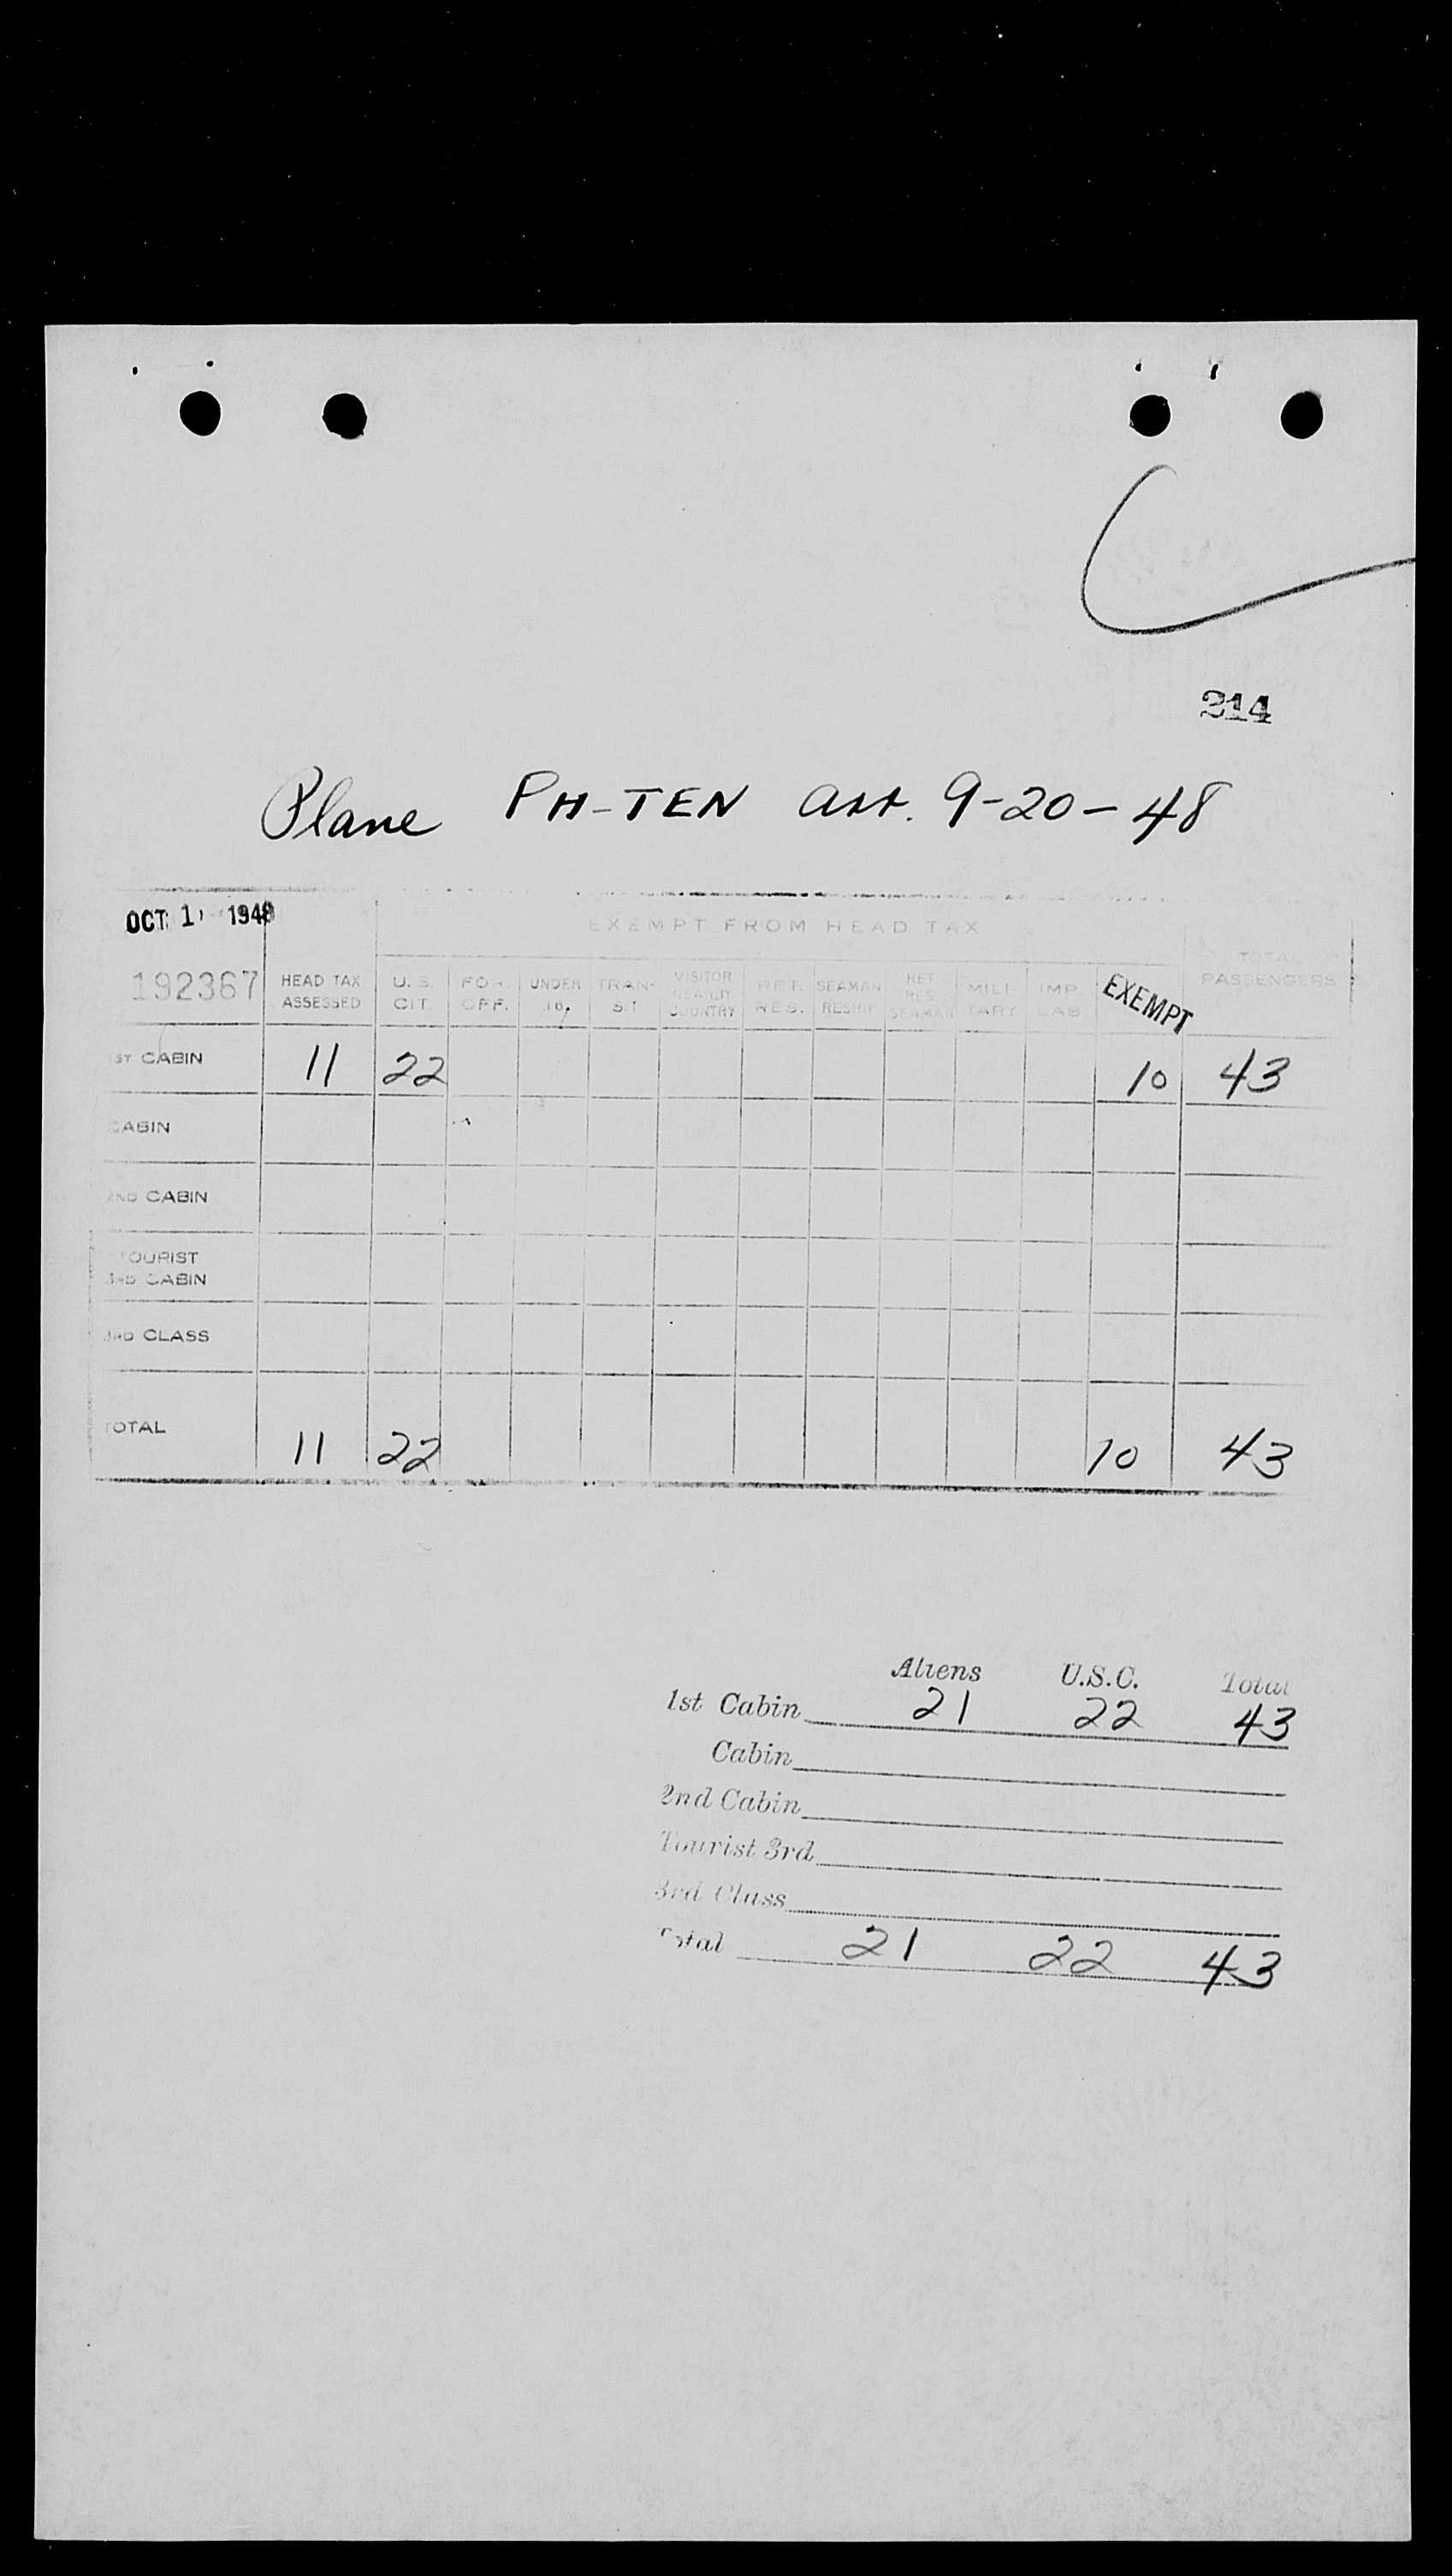 214
Plane PH-TEN arr. 9-20-48
OCT 1 1948
EXEMPT FROM HEAD TAX
192367 HEAD TAX ASSESSED U. S. CIT. FOR. OFF. UNDER 16 TRAN- SIT VISITOR NEARBY COUNTRY RET. RES. SEAMAN RESHIP RET. RES. SEAMAN MILI- TARY IMP. LAB. EXEMPT TOTAL PASSENGERS
1ST CABIN 11 22 10 43
CABIN
2ND CABIN
TOURIST
3RD CABIN
3RD CLASS
TOTAL 11 22 10 43
Aliens U.S.C. Total
1st Cabin 21 22 43
Cabin
2nd Cabin
Tourist 3rd
3rd Class
Total 21 22 43